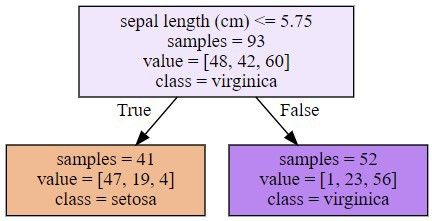 sepal length (cm) <= 5.75
samples = 93
value = [48, 42, 60]
class = virginica
True
False
samples = 41
value = [47, 19, 4]
class = setosa
samples = 52
value = [1, 23, 56]
class = virginica